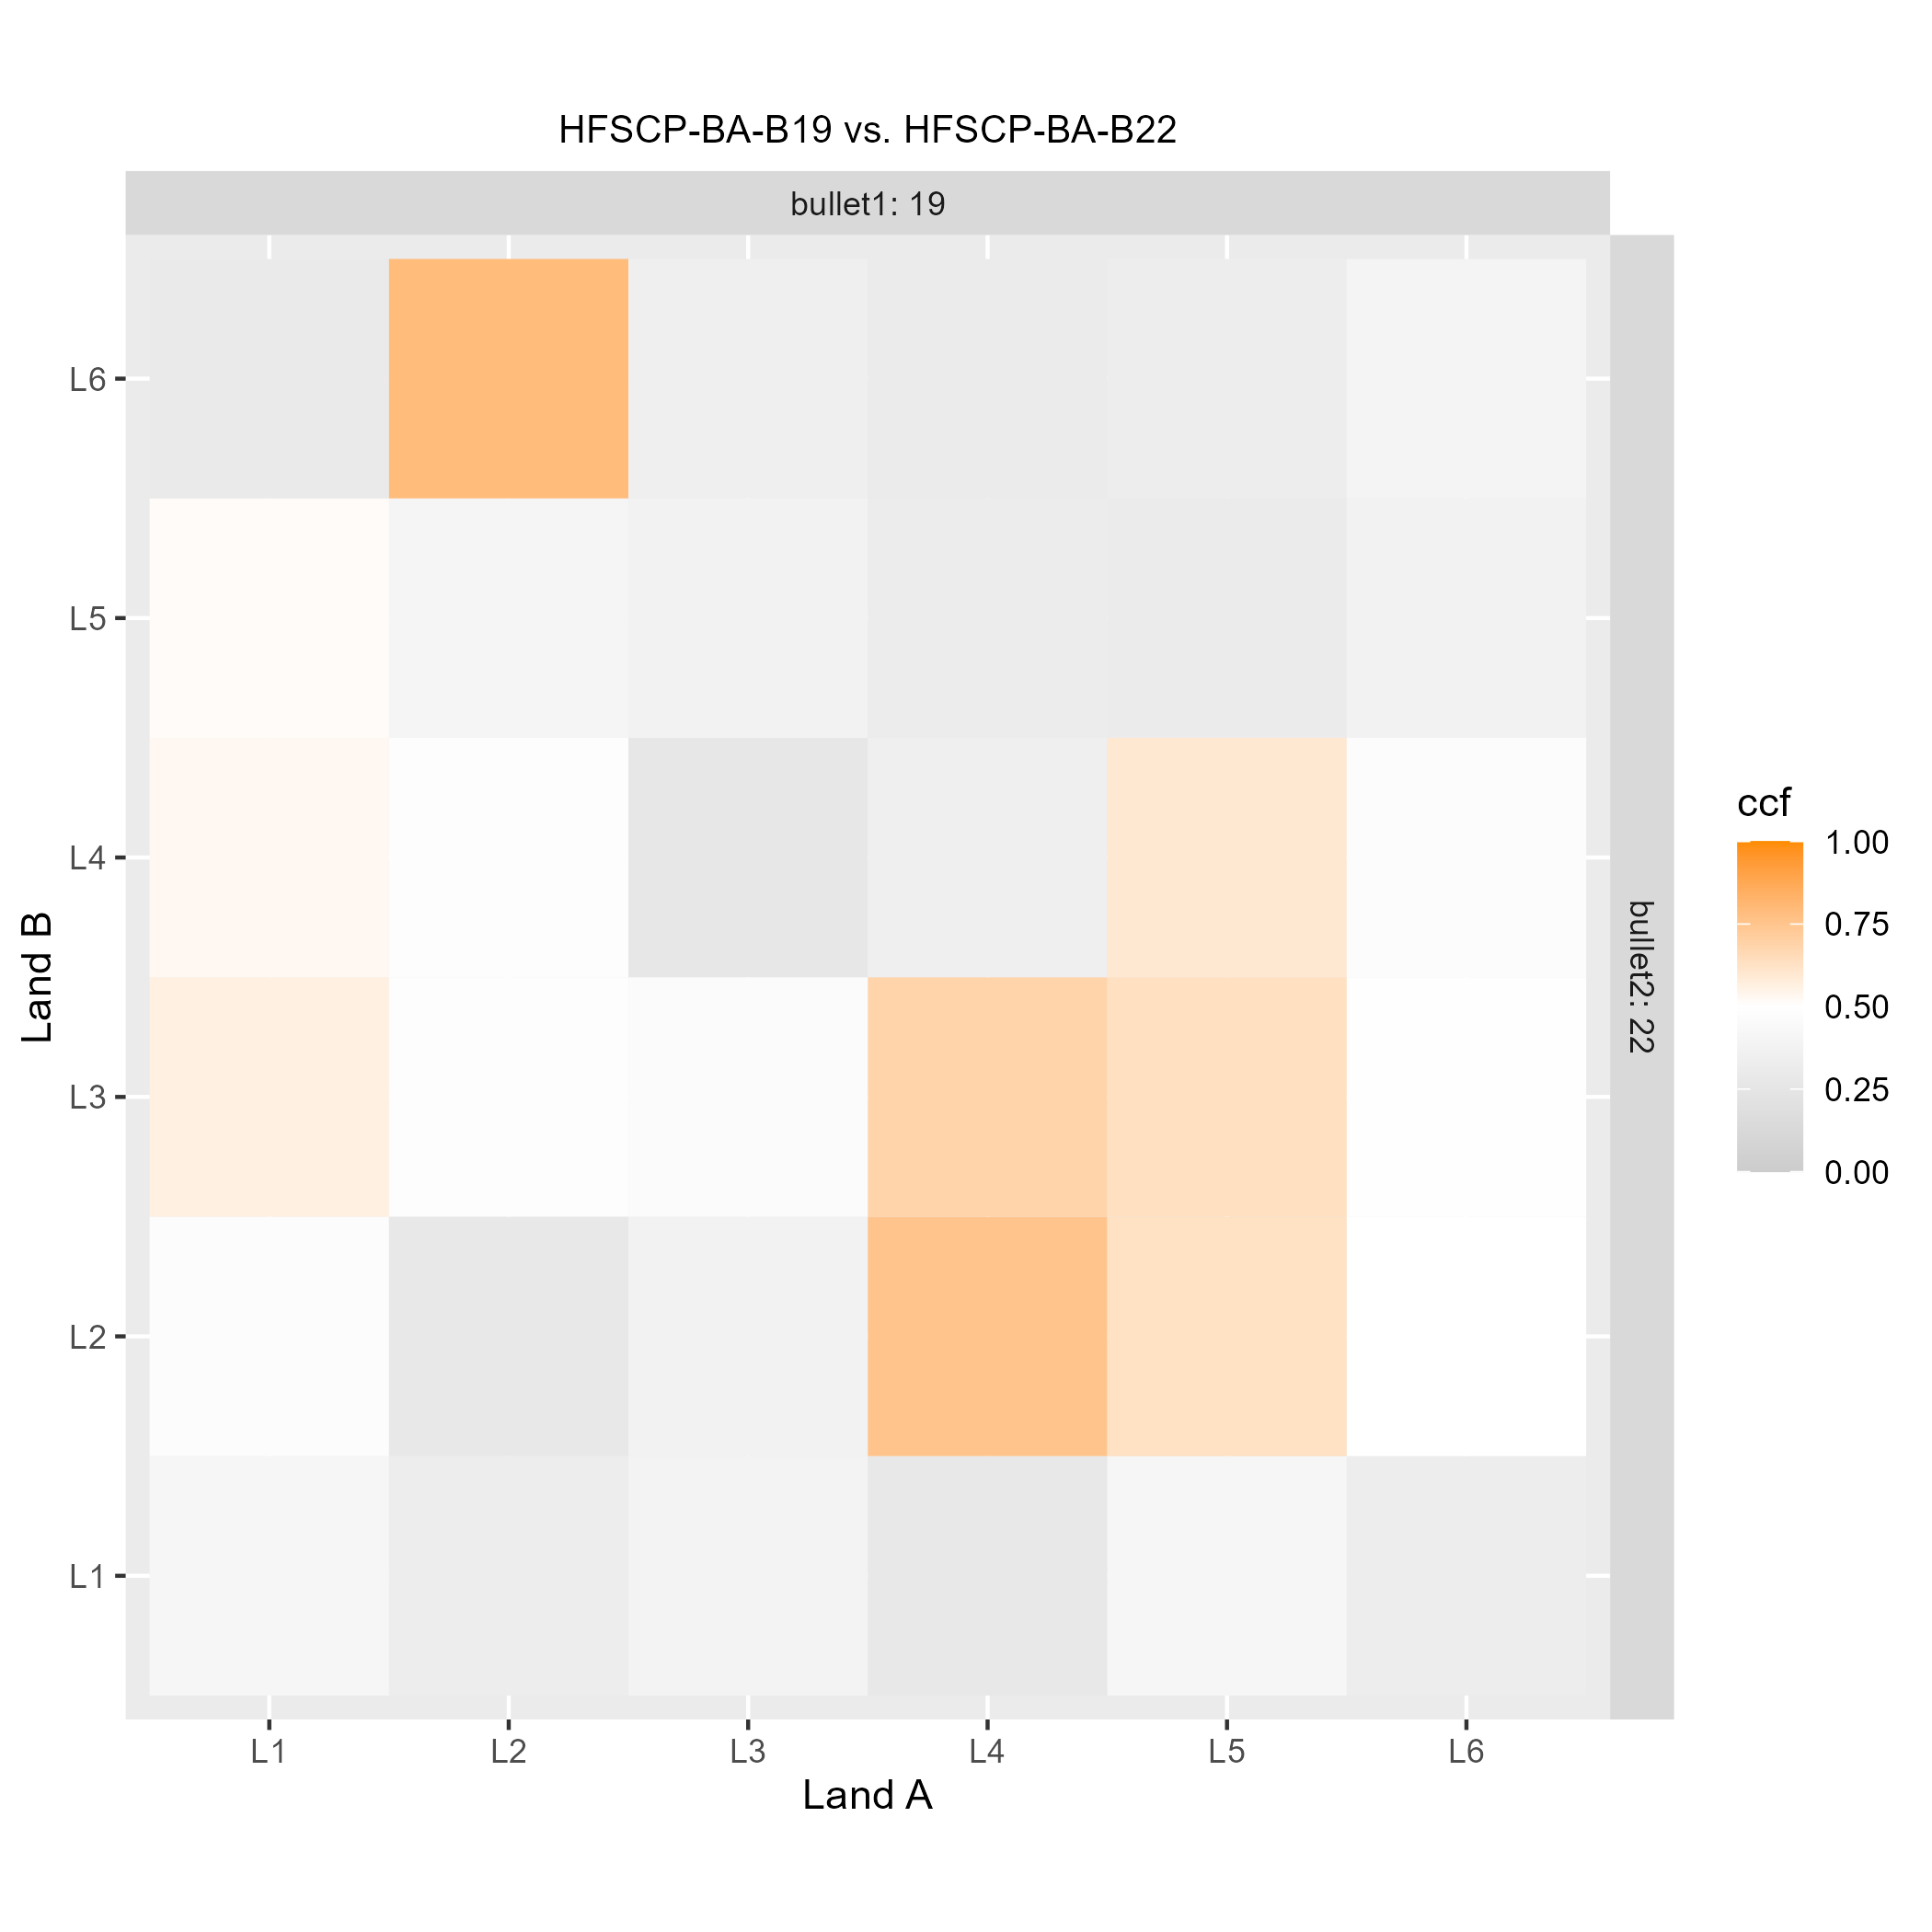 HFSCP-BA-B19 vs. HFSCP-BA-B22
bullet1: 19
L6
L5
L4
L3
L2
L1
Land B
bullet2: 22
ccf
1.00
0.75
0.50
0.25
0.00
L1
L2
L3
L4
L5
L6
Land A